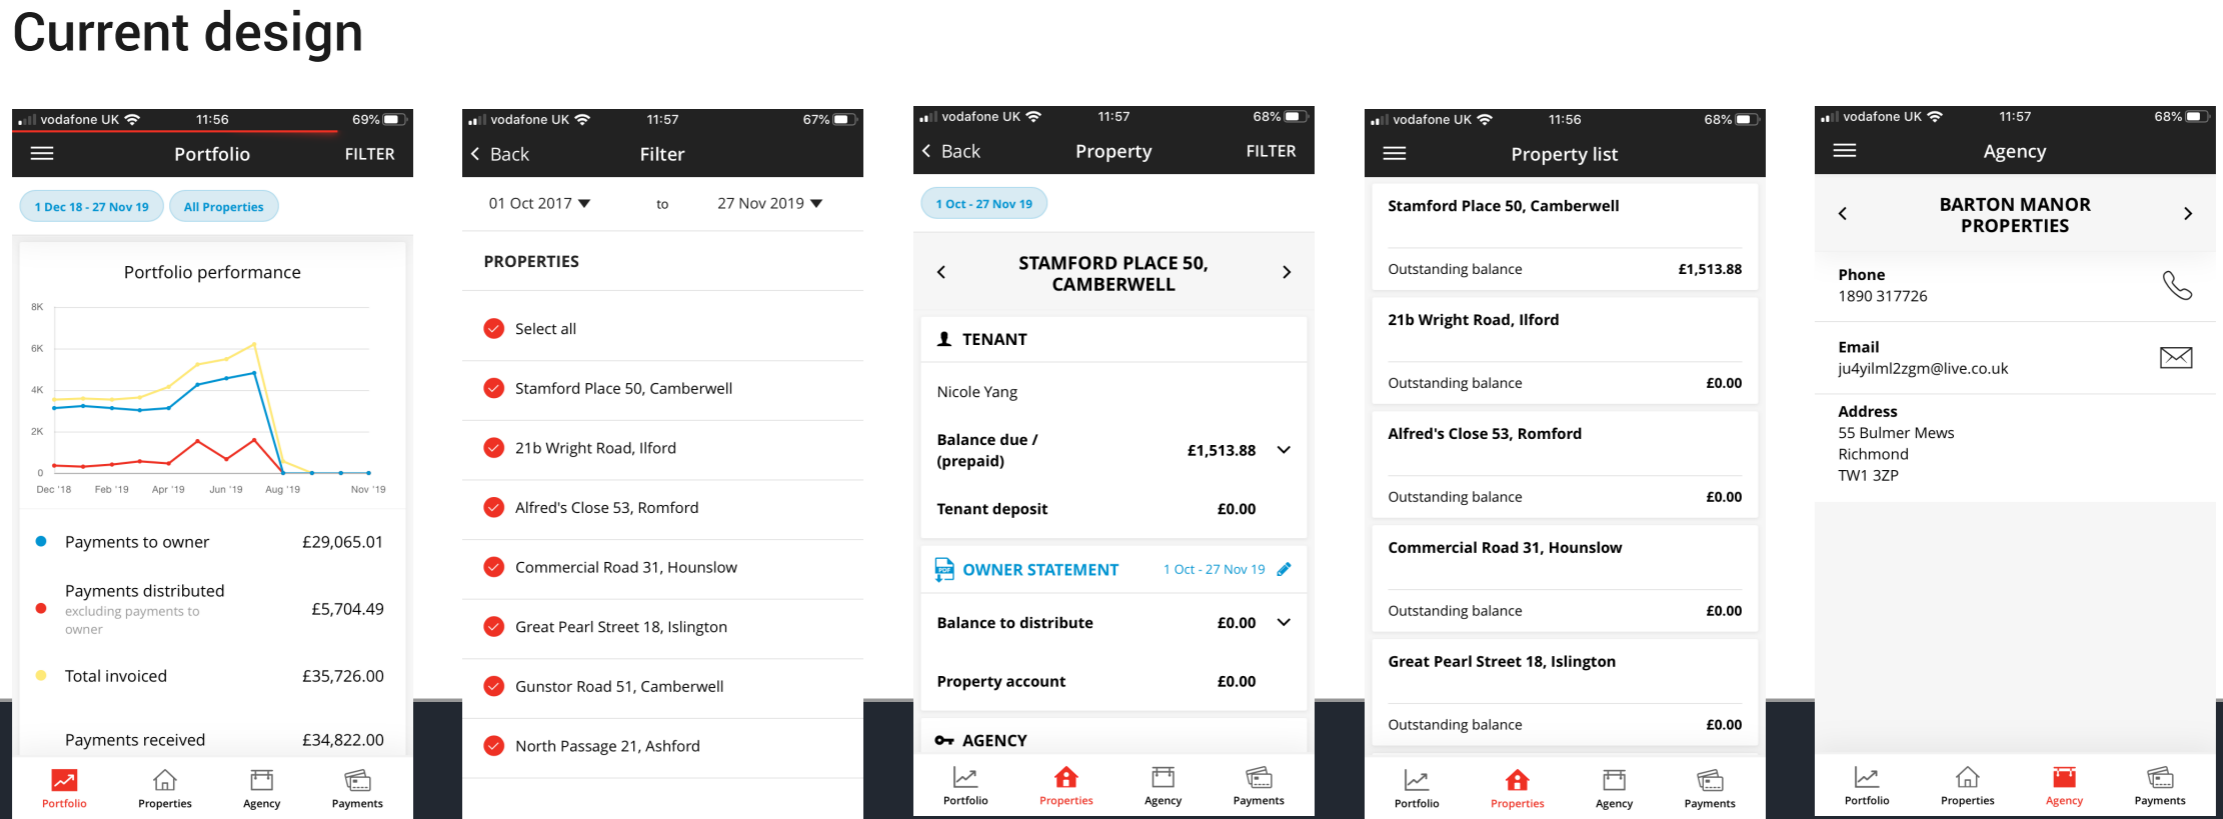 Current design
vodafone UK 11:56 69%
Portfolio FILTER
1 Dec 18 - 27 Nov 19 All Properties
Portfolio performance
8K
6K
4K
2K
0
Dec '18 Feb '19 Apr '19 Jun '19 Aug '19 Nov '19
Payments to owner £29,065.01
Payments distributed £5,704.49
excluding payments to
owner
Total invoiced £35,726.00
Payments received £34,822.00
Portfolio Properties Agency Payments
vodafone UK 11:57 67%
Back Filter
01 Oct 2017 to 27 Nov 2019
PROPERTIES
Select all
Stamford Place 50, Camberwell
21b Wright Road, Ilford
Alfred's Close 53, Romford
Commercial Road 31, Hounslow
Great Pearl Street 18, Islington
Gunstor Road 51, Camberwell
North Passage 21, Ashford
vodafone UK 11:57 68%
Back Property FILTER
1 Oct - 27 Nov 19
STAMFORD PLACE 50,
CAMBERWELL
TENANT
Nicole Yang
Balance due /
(prepaid) £1,513.88
Tenant deposit £0.00
PDF OWNER STATEMENT 1 Oct - 27 Nov 19
Balance to distribute £0.00
Property account £0.00
AGENCY
Portfolio Properties Agency Payments
vodafone UK 11:56 68%
Property list
Stamford Place 50, Camberwell
Outstanding balance £1,513.88
21b Wright Road, Ilford
Outstanding balance £0.00
Alfred's Close 53, Romford
Outstanding balance £0.00
Commercial Road 31, Hounslow
Outstanding balance £0.00
Great Pearl Street 18, Islington
Outstanding balance £0.00
Portfolio Properties Agency Payments
vodafone UK 11:57 68%
Agency
BARTON MANOR
PROPERTIES
Phone
1890 317726
Email
ju4yilml2zgm@live.co.uk
Address
55 Bulmer Mews
Richmond
TW1 3ZP
Portfolio Properties Agency Payments